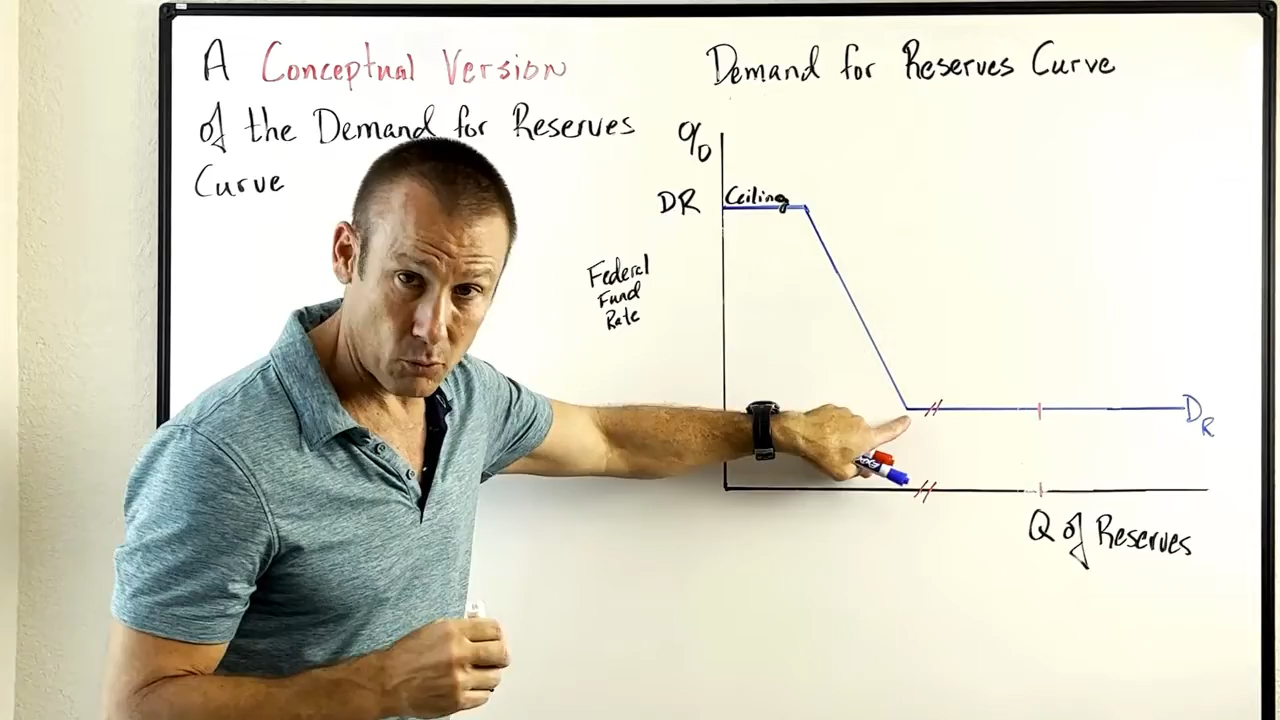 A Conceptual Version
of the Demand for Reserves
Curve
Demand for Reserves Curve
%
DR
Ceiling
Federal
Fund
Rate
DR
Q of Reserves